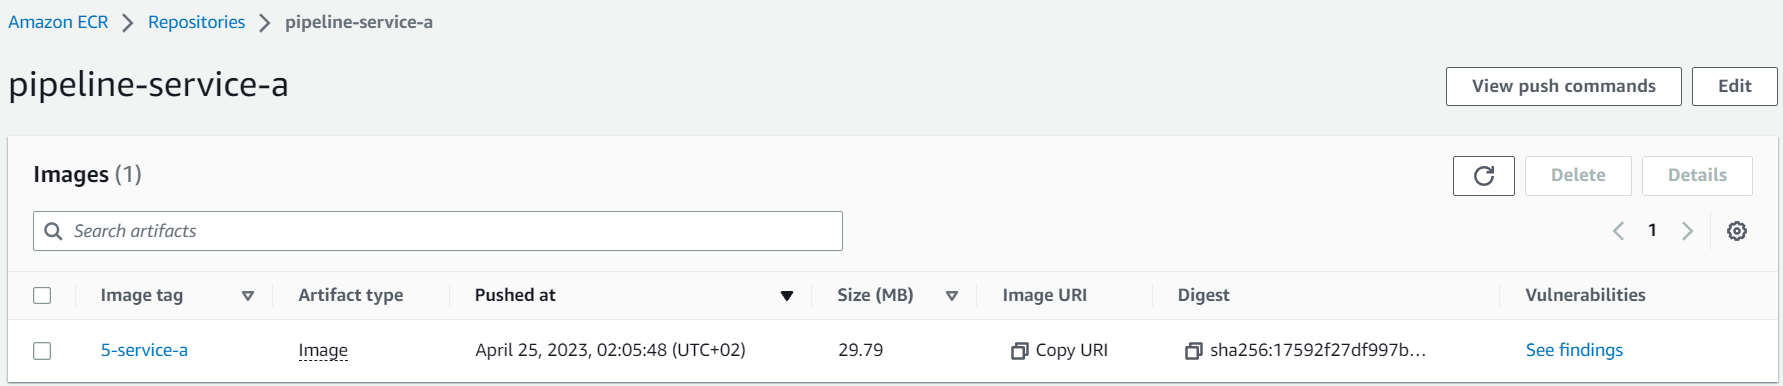 Amazon ECR > Repositories > pipeline-service-a
pipeline-service-a
View push commands Edit
Images (1)
Delete Details
Search artifacts
1
Image tag Artifact type Pushed at Size (MB) Image URI Digest Vulnerabilities
5-service-a Image April 25, 2023, 02:05:48 (UTC+02) 29.79 Copy URI sha256:17592f27df997b... See findings